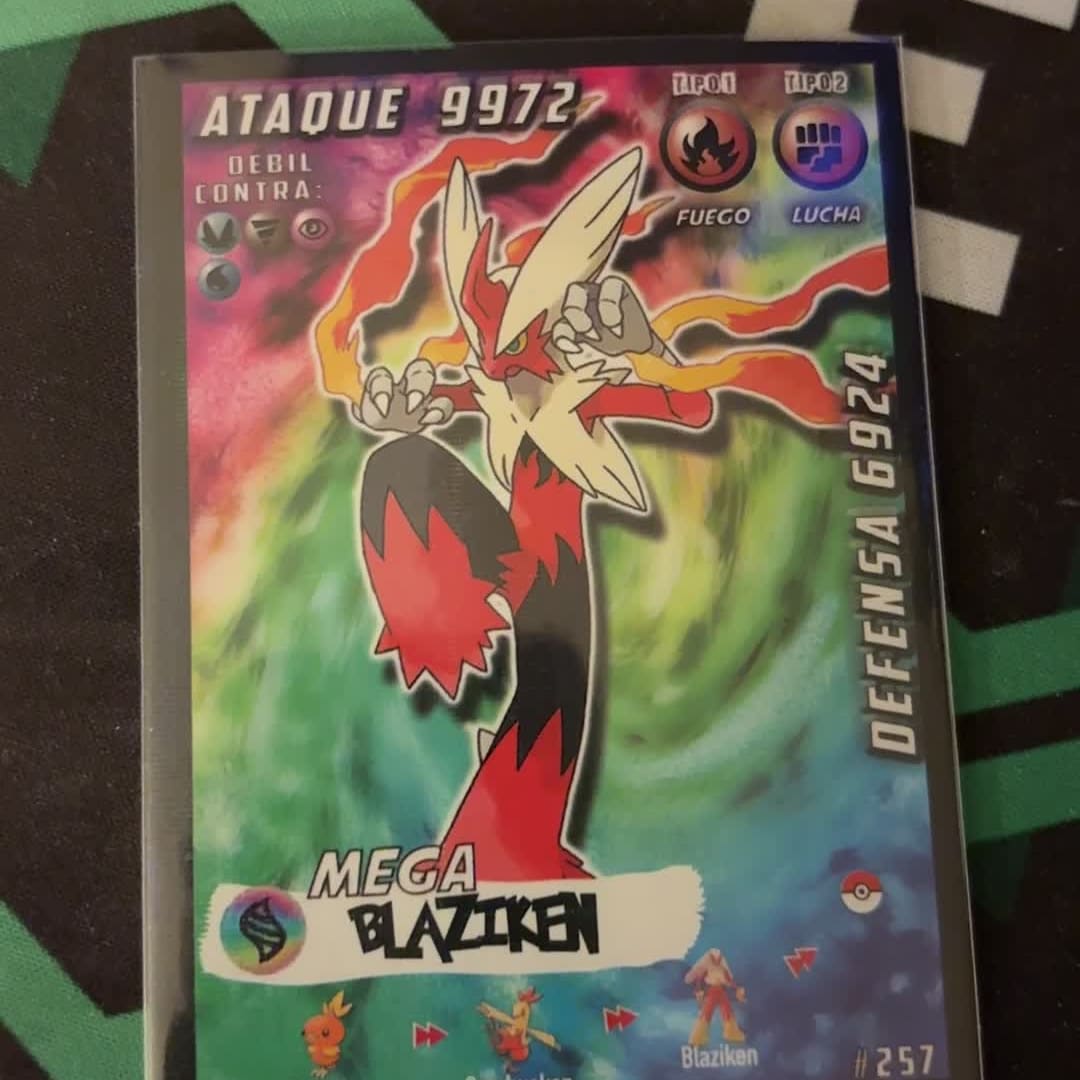 ATAQUE 9972
TIPO1
TIPO2
DEBIL
CONTRA:
FUEGO
LUCHA
DEFENSA 6924
MEGA
BLAZIKEN
Blaziken
#257